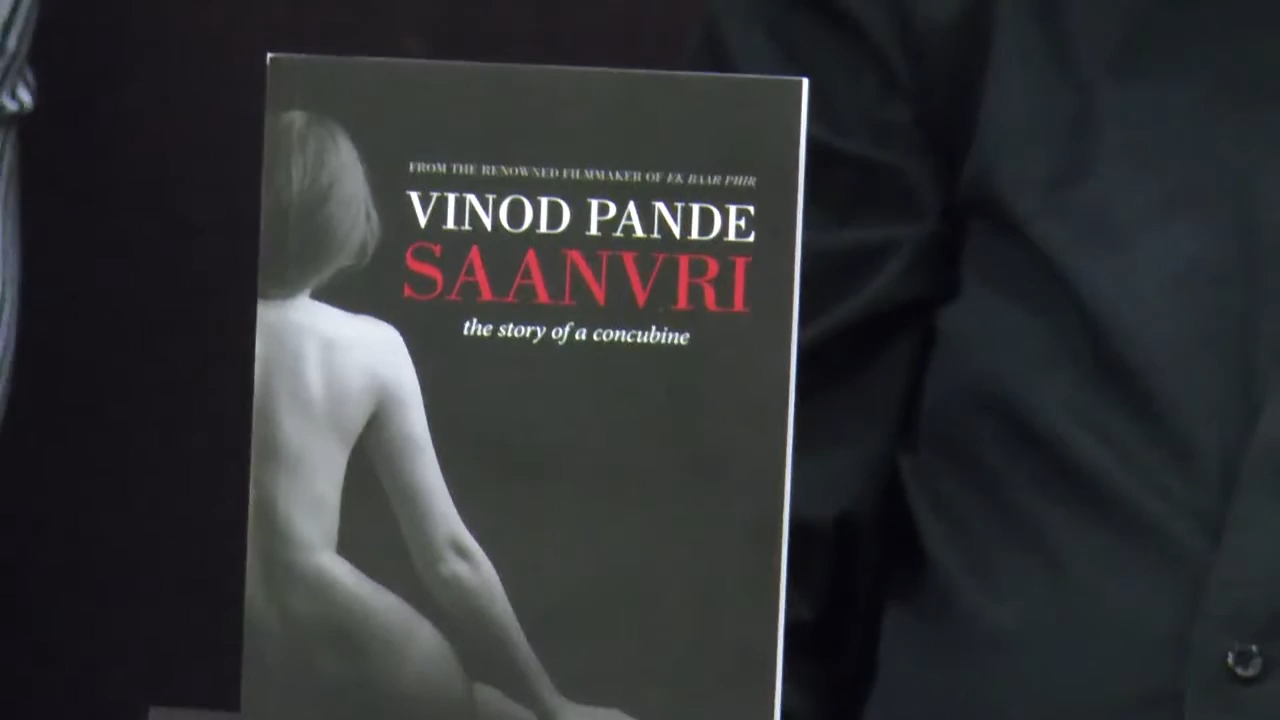 FROM THE RENOWNED FILMMAKER OF EK BAAR PHIR
VINOD PANDE
SAANVRI
the story of a concubine